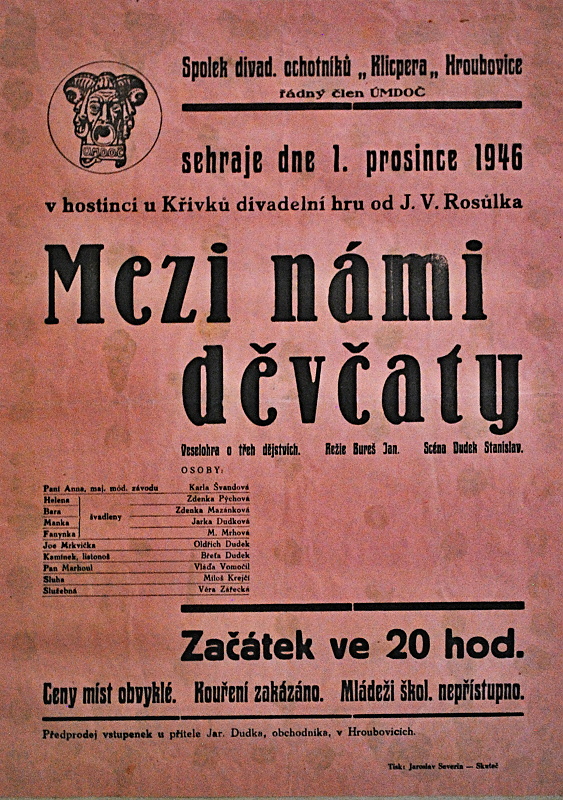 Spolek divad. ochotníků „Klicpera„ Hroubovice
řádný člen ÚMDOČ
Ú.M.D.O.Č.
sehraje dne 1. prosince 1946
v hostinci u Křivků divadelní hru od J. V. Rosůlka
Mezi námi
děvčaty
Veselohra o třeh dějstvích. Režie Bureš Jan. Scéna Dudek Stanislav.
OSOBY:
Paní Anna, maj. mód. závodu Karla Švandová
Helena Zdenka Pýchová
Bara Zdenka Mazánková
Manka Jarka Dudková
Fanynka M. Mrhová
švadleny
Joe Mrkvička Oldřich Dudek
Kamínek, listonoš Břeťa Dudek
Pan Marhoul Vláďa Vomočil
Sluha Miloš Krejčí
Služebná Věra Zářecká
Začátek ve 20 hod.
Ceny míst obvyklé. Kouření zakázáno. Mládeži škol. nepřístupno.
Předprodej vstupenek u přítele Jar. Dudka, obchodníka, v Hroubovicích.
Tisk: Jaroslav Severin — Skuteč